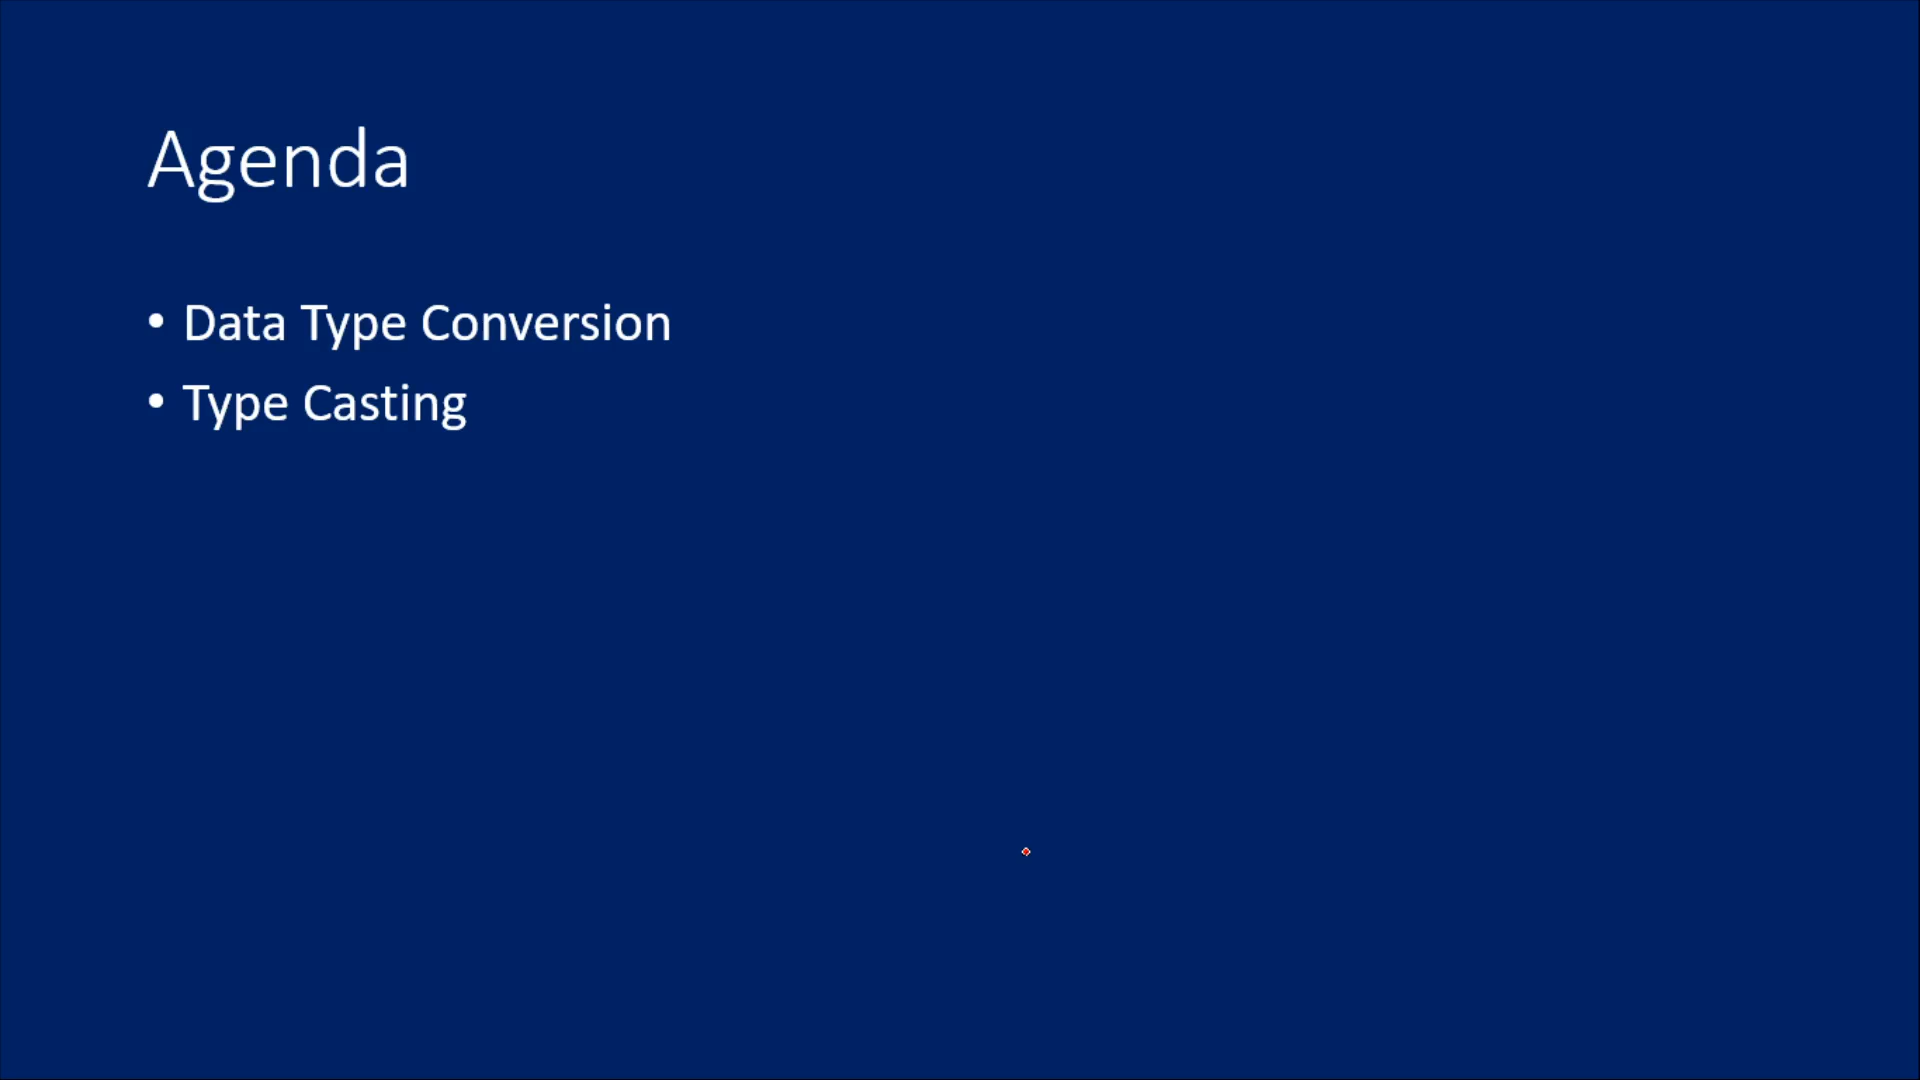 Agenda
• Data Type Conversion
• Type Casting